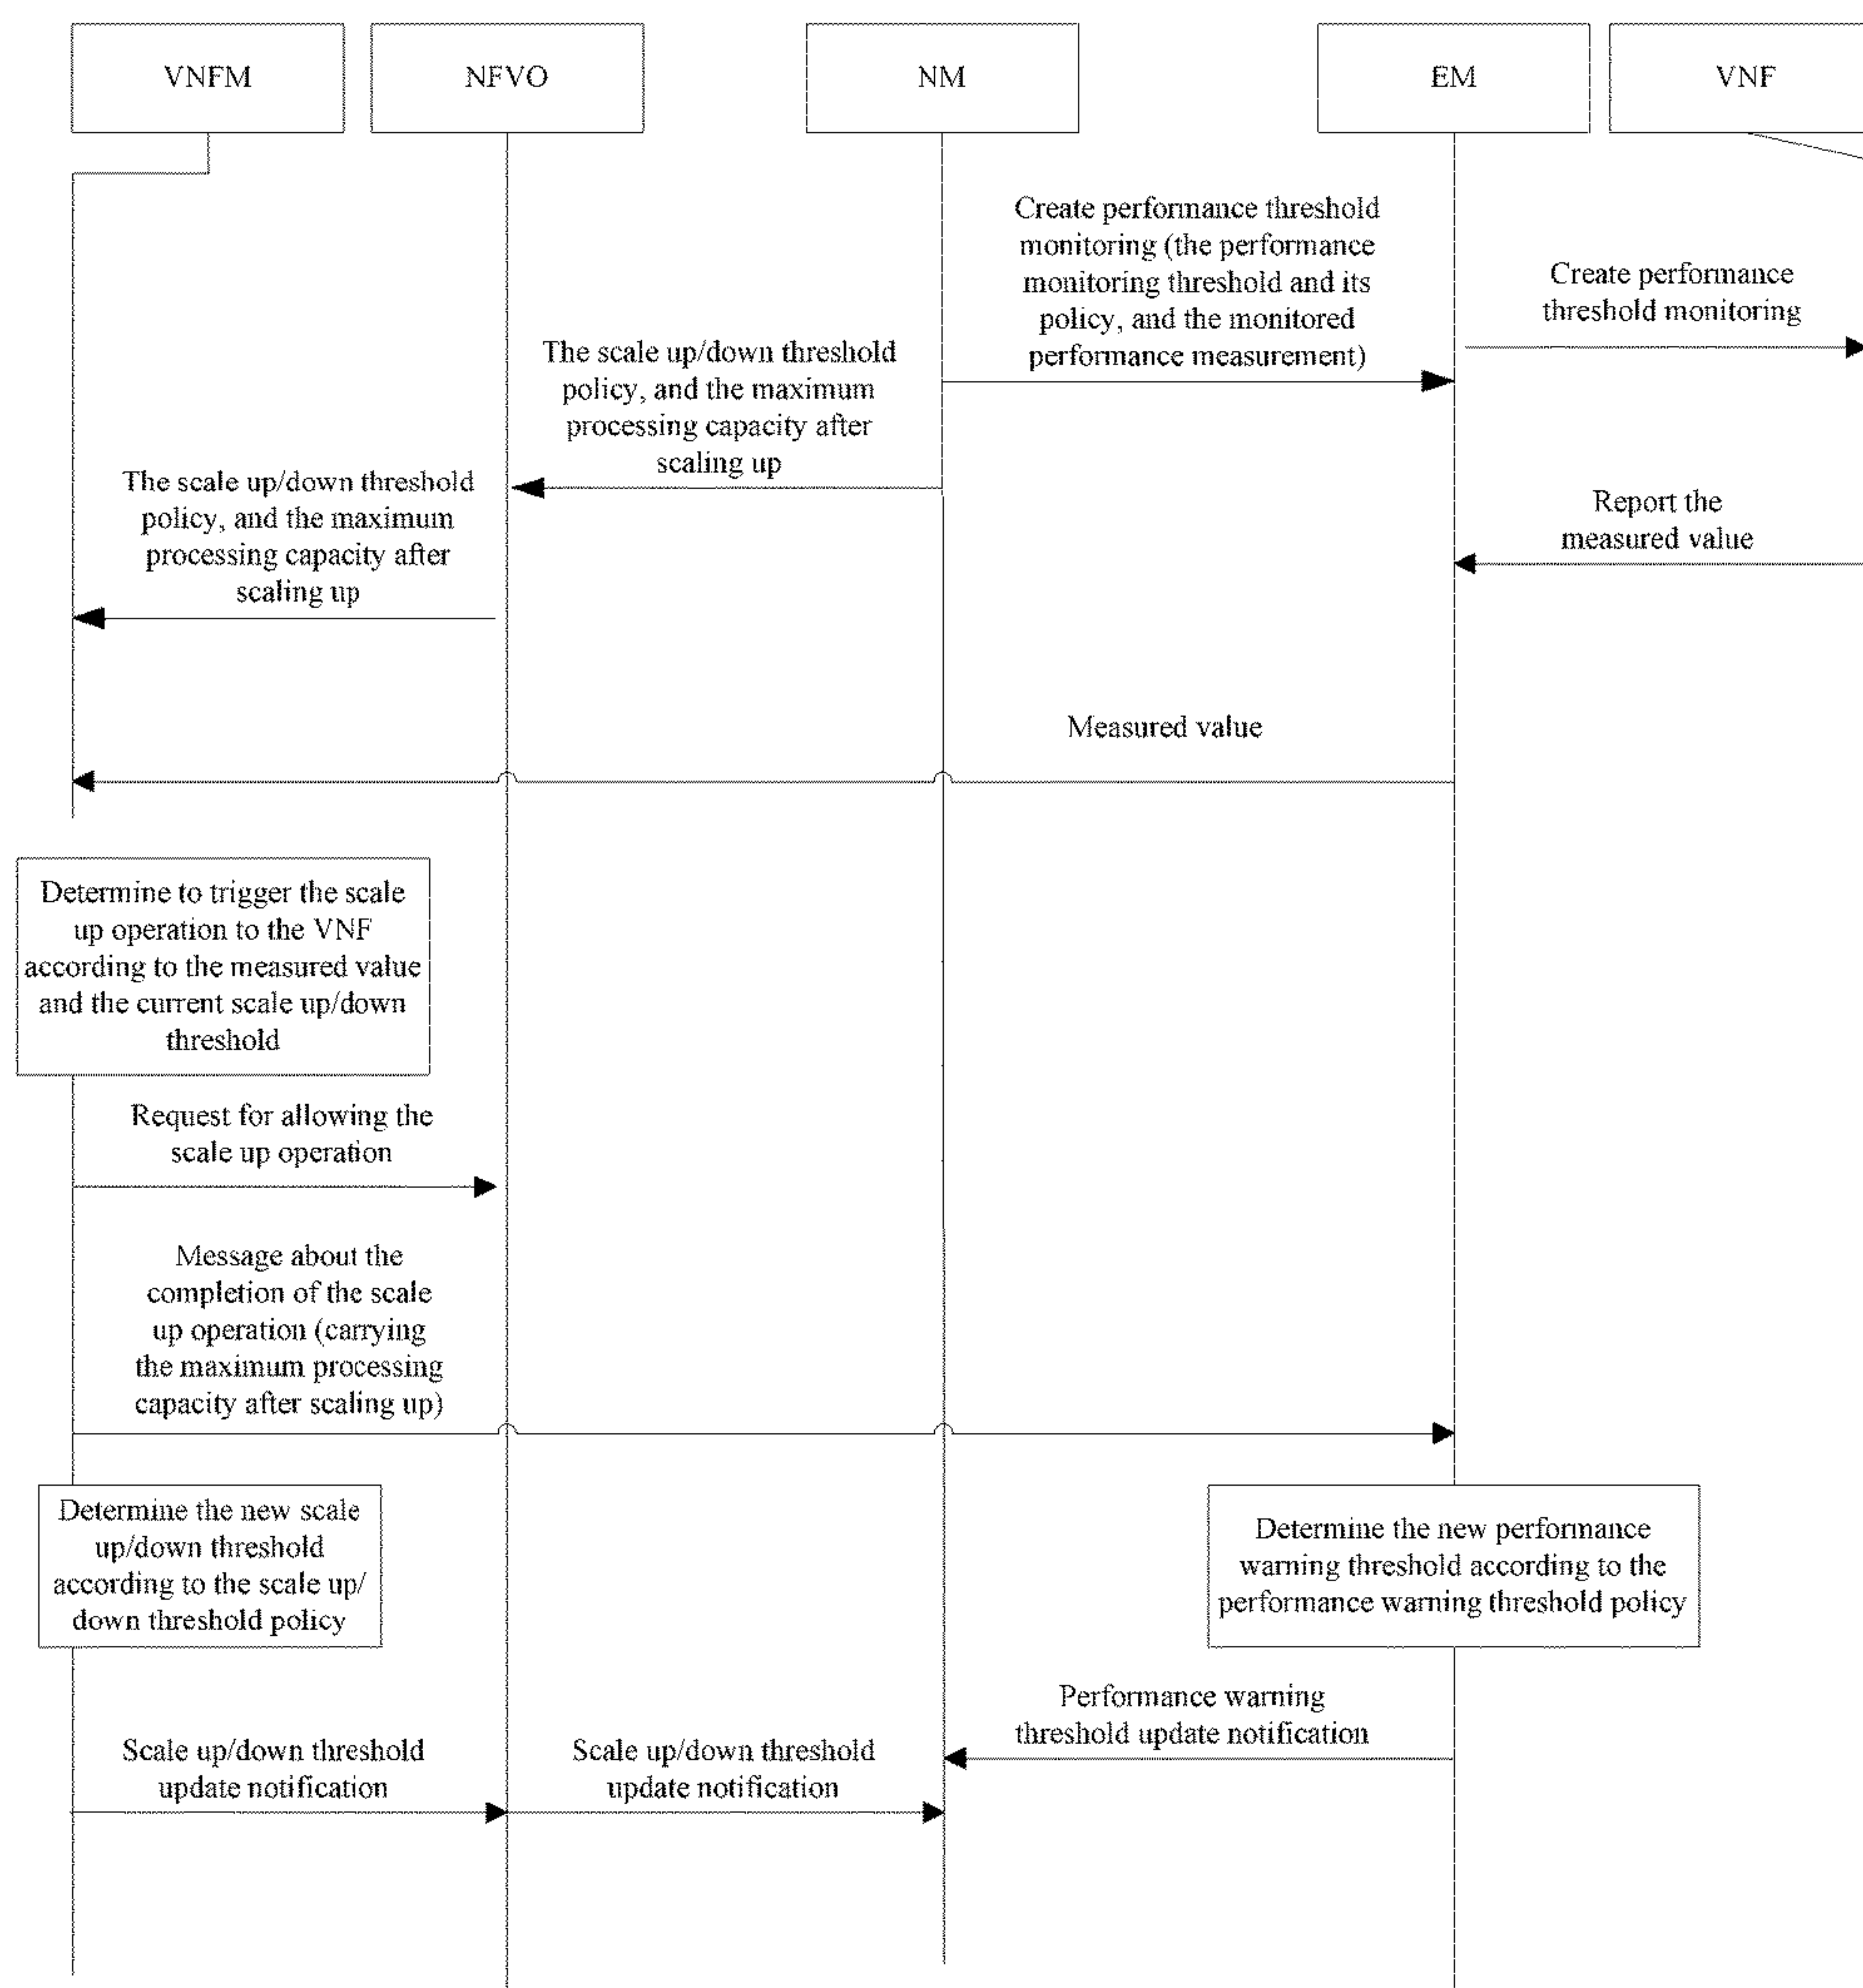 VNFM
NFVO
NM
EM
VNF
Create performance threshold
monitoring (the performance
monitoring threshold and its
policy, and the monitored
performance measurement)
Create performance
threshold monitoring
The scale up/down threshold
policy, and the maximum
processing capacity after
scaling up
The scale up/down threshold
policy, and the maximum
processing capacity after
scaling up
Report the
measured value
Measured value
Determine to trigger the scale
up operation to the VNF
according to the measured value
and the current scale up/down
threshold
Request for allowing the
scale up operation
Message about the
completion of the scale
up operation (carrying
the maximum processing
capacity after scaling up)
Determine the new scale
up/down threshold
according to the scale up/
down threshold policy
Determine the new performance
warning threshold according to the
performance warning threshold policy
Performance warning
threshold update notification
Scale up/down threshold
update notification
Scale up/down threshold
update notification